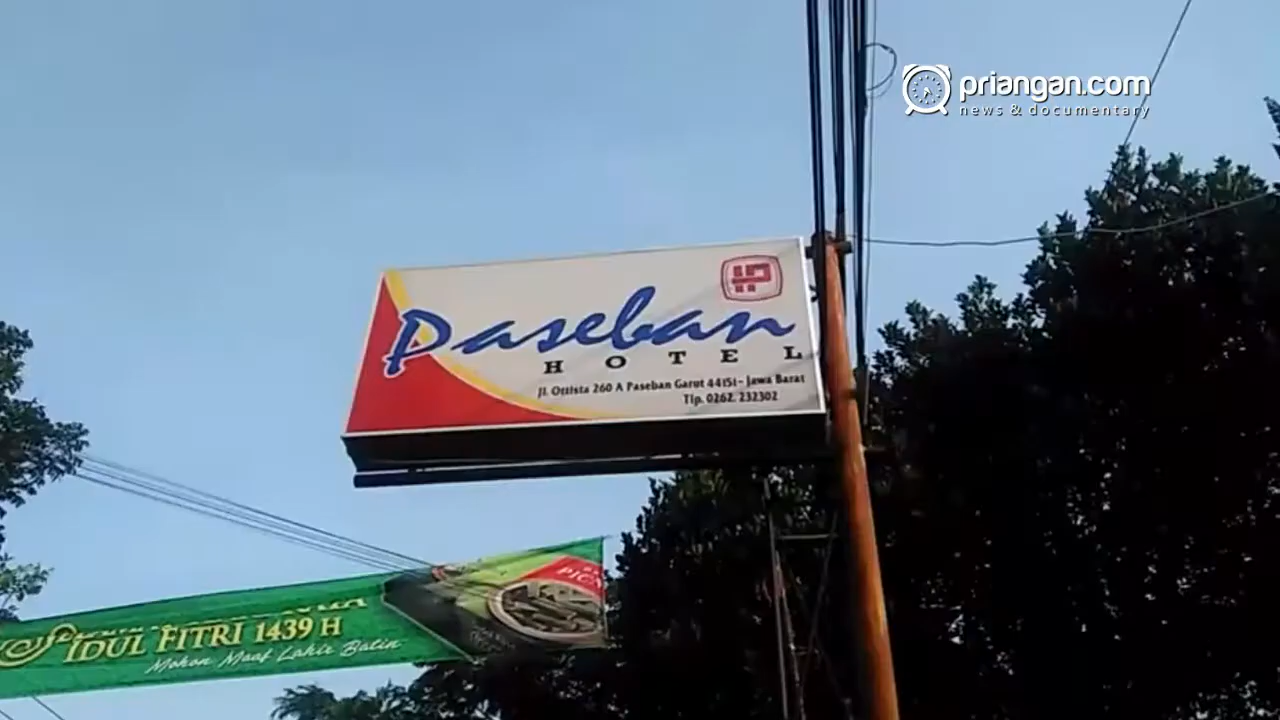 priangan.com
news & documentary
Paseban
HOTEL
Jl. Ottista 260 A Paseban Garut 44151- Jawa Barat
Tlp. 0262. 232302
IDUL FITRI 1439 H
Mohon Maaf Lahir Batin